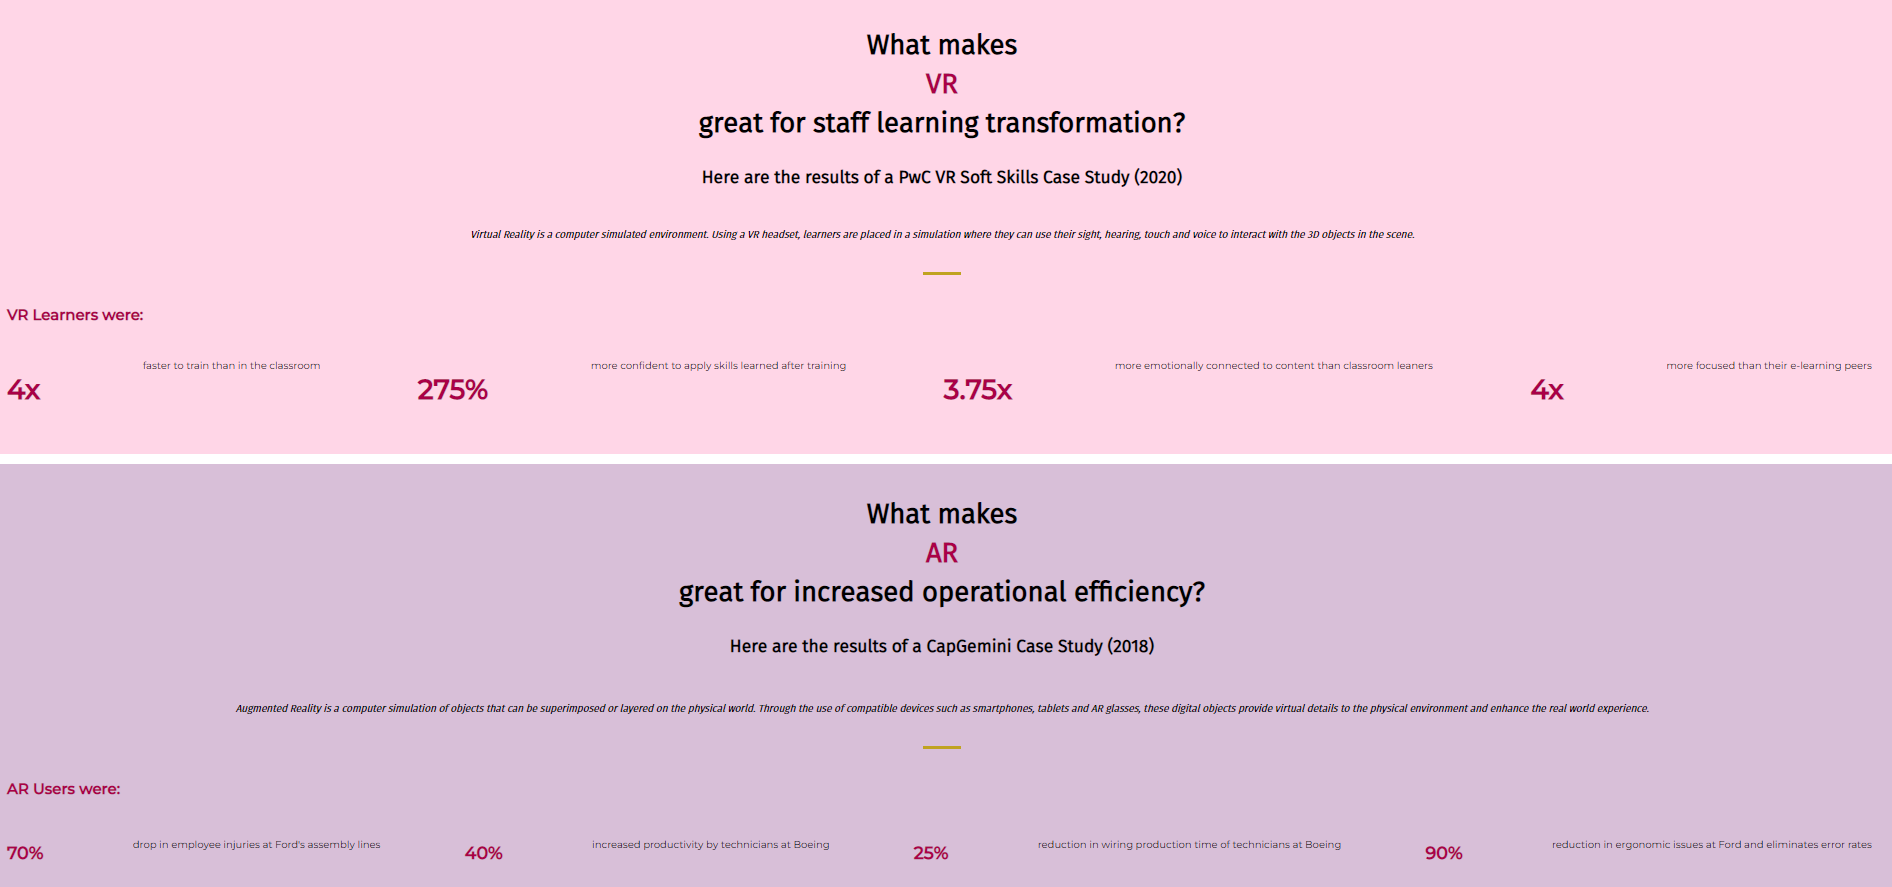 What makes
VR
great for staff learning transformation?
Here are the results of a PwC VR Soft Skills Case Study (2020)
Virtual Reality is a computer simulated environment. Using a VR headset, learners are placed in a simulation where they can use their sight, hearing, touch and voice to interact with the 3D objects in the scene.
VR Learners were:
4x faster to train than in the classroom
275% more confident to apply skills learned after training
3.75x more emotionally connected to content than classroom leaners
4x more focused than their e-learning peers
What makes
AR
great for increased operational efficiency?
Here are the results of a CapGemini Case Study (2018)
Augmented Reality is a computer simulation of objects that can be superimposed or layered on the physical world. Through the use of compatible devices such as smartphones, tablets and AR glasses, these digital objects provide virtual details to the physical environment and enhance the real world experience.
AR Users were:
70% drop in employee injuries at Ford's assembly lines
40% increased productivity by technicians at Boeing
25% reduction in wiring production time of technicians at Boeing
90% reduction in ergonomic issues at Ford and eliminates error rates